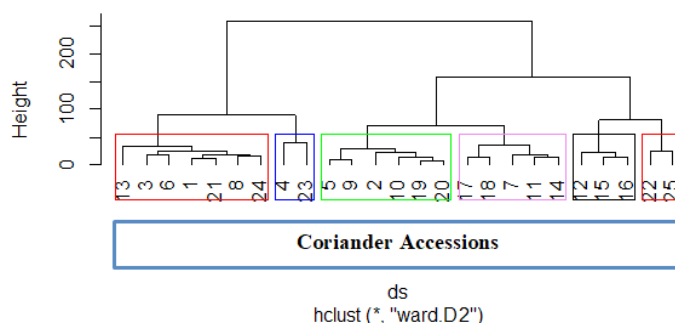 Height
200
100
0
13 3 6 1 21 8 24 4 23 5 9 2 10 19 20 17 18 7 11 14 12 15 16 22 25
Coriander Accessions
ds
hclust (*, "ward.D2")